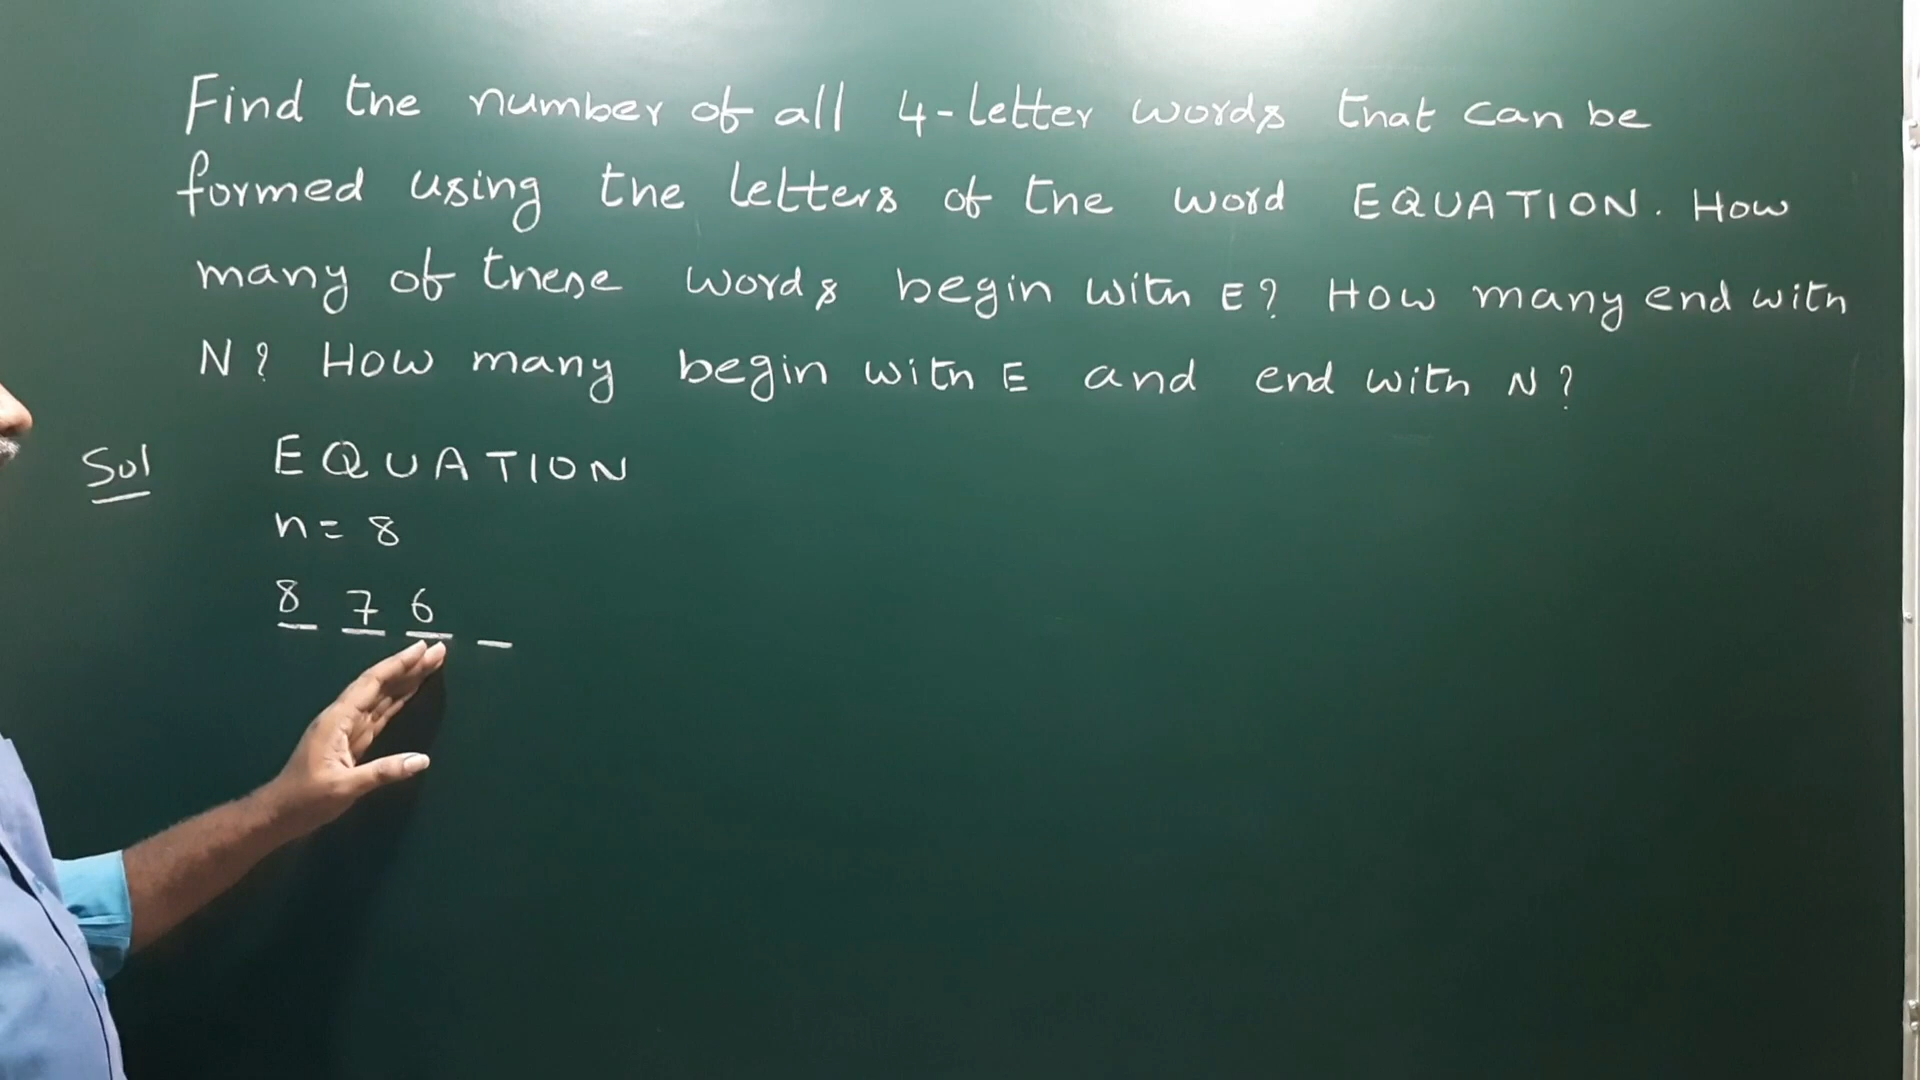 Find the number of all 4-letter words that can be
formed using the letters of the word EQUATION. How
many of these words begin with E? How many end with
N? How many begin with E and end with N?
Sol EQUATION
n = 8
8 7 6 _